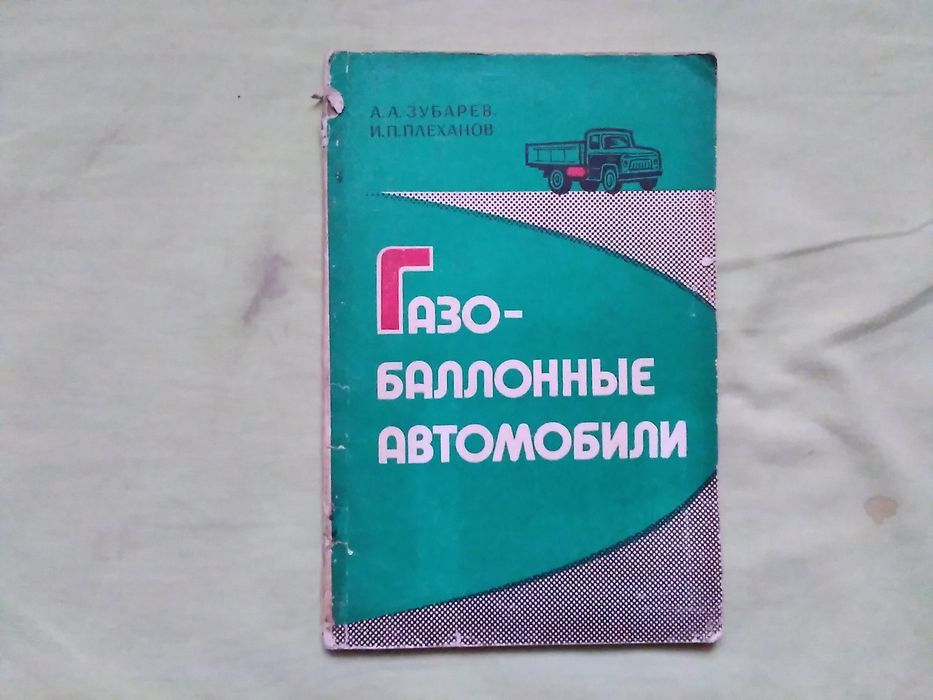 А.А.ЗУБАРЕВ,
И.П.ПЛЕХАНОВ
ГАЗО-
БАЛЛОННЫЕ
АВТОМОБИЛИ